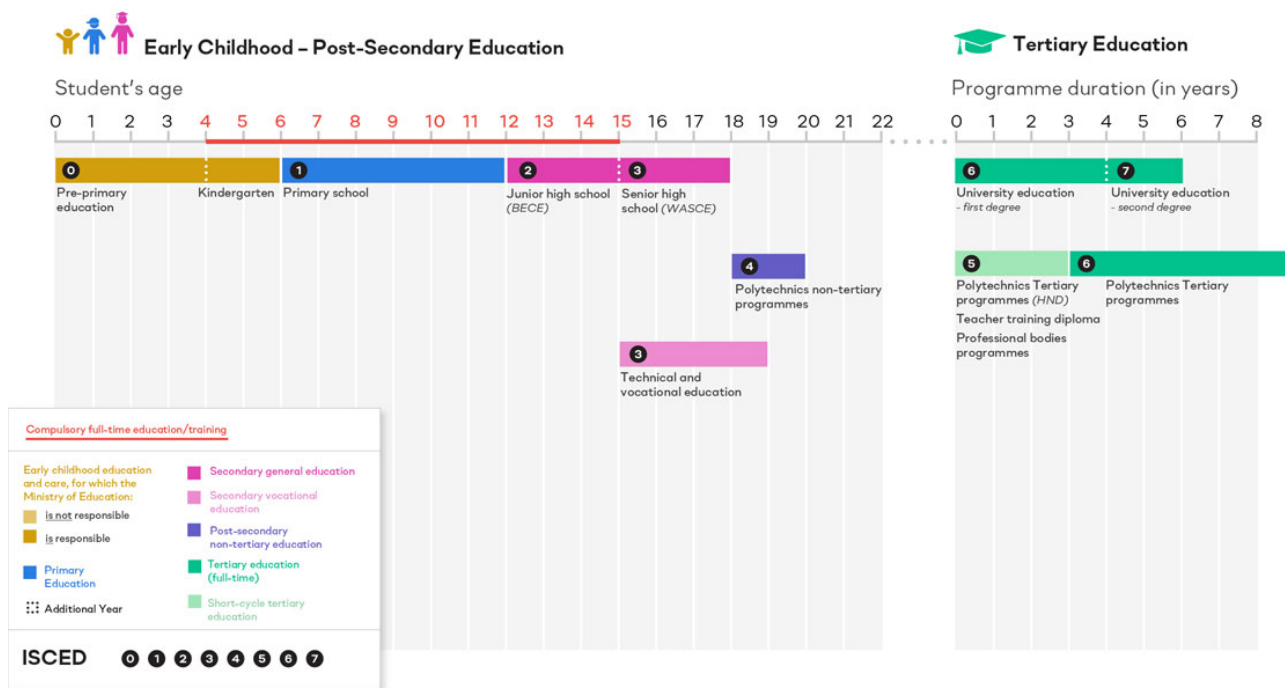 Early Childhood – Post-Secondary Education
Tertiary Education
Student's age
Programme duration (in years)
0 1 2 3 4 5 6 7 8 9 10 11 12 13 14 15 16 17 18 19 20 21 22
0 1 2 3 4 5 6 7 8
0
1
2
3
6
7
Pre-primary
education
Kindergarten
Primary school
Junior high school
(BECE)
Senior high
school (WASCE)
University education
- first degree
University education
- second degree
4
Polytechnics non-tertiary
programmes
5
6
Polytechnics Tertiary
programmes (HND)
Teacher training diploma
Professional bodies
programmes
Polytechnics Tertiary
programmes
3
Technical and
vocational education
Compulsory full-time education/training
Early childhood education
and care, for which the
Ministry of Education:
is not responsible
is responsible
Primary
Education
Additional Year
Secondary general education
Secondary vocational
education
Post-secondary
non-tertiary education
Tertiary education
(full-time)
Short-cycle tertiary
education
ISCED 0 1 2 3 4 5 6 7